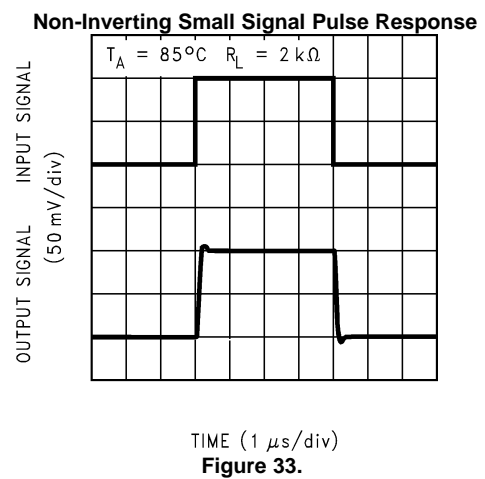 Non-Inverting Small Signal Pulse Response
T_A = 85°C R_L = 2 kΩ
INPUT SIGNAL
OUTPUT SIGNAL
(50 mV/div)
TIME (1 μs/div)
Figure 33.